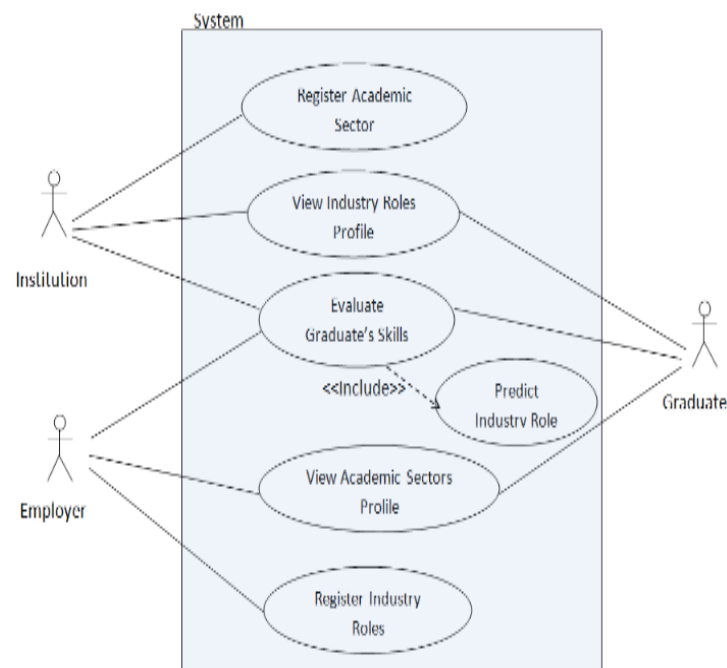 System
Register Academic
Sector
View Industry Roles
Profile
Institution
Evaluate
Graduate's Skills
<<Include>>
Predict
Industry Role
Graduate
Employer
View Academic Sectors
Prolile
Register Industry
Roles